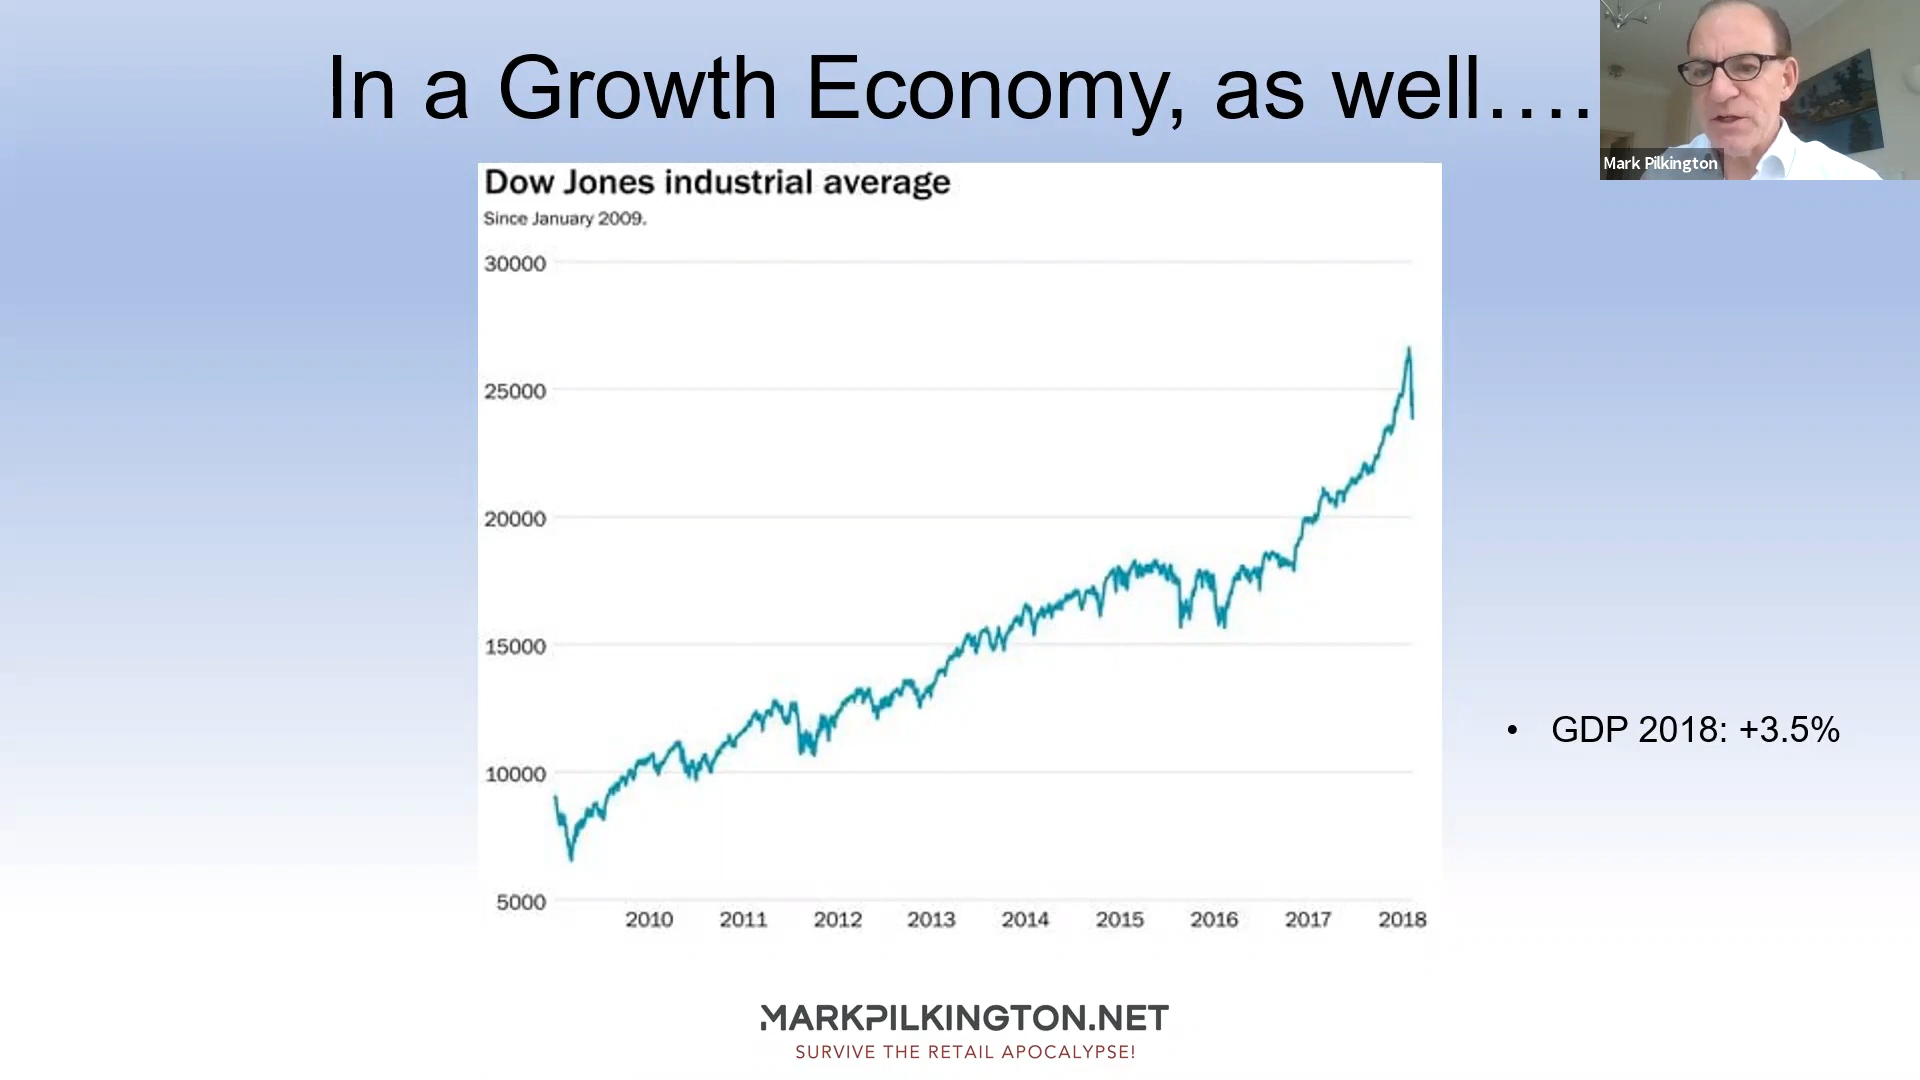 In a Growth Economy, as well….
Mark Pilkington
Dow Jones industrial average
Since January 2009.
30000
25000
20000
15000
10000
5000
2010 2011 2012 2013 2014 2015 2016 2017 2018
• GDP 2018: +3.5%
MARKPILKINGTON.NET
SURVIVE THE RETAIL APOCALYPSE!